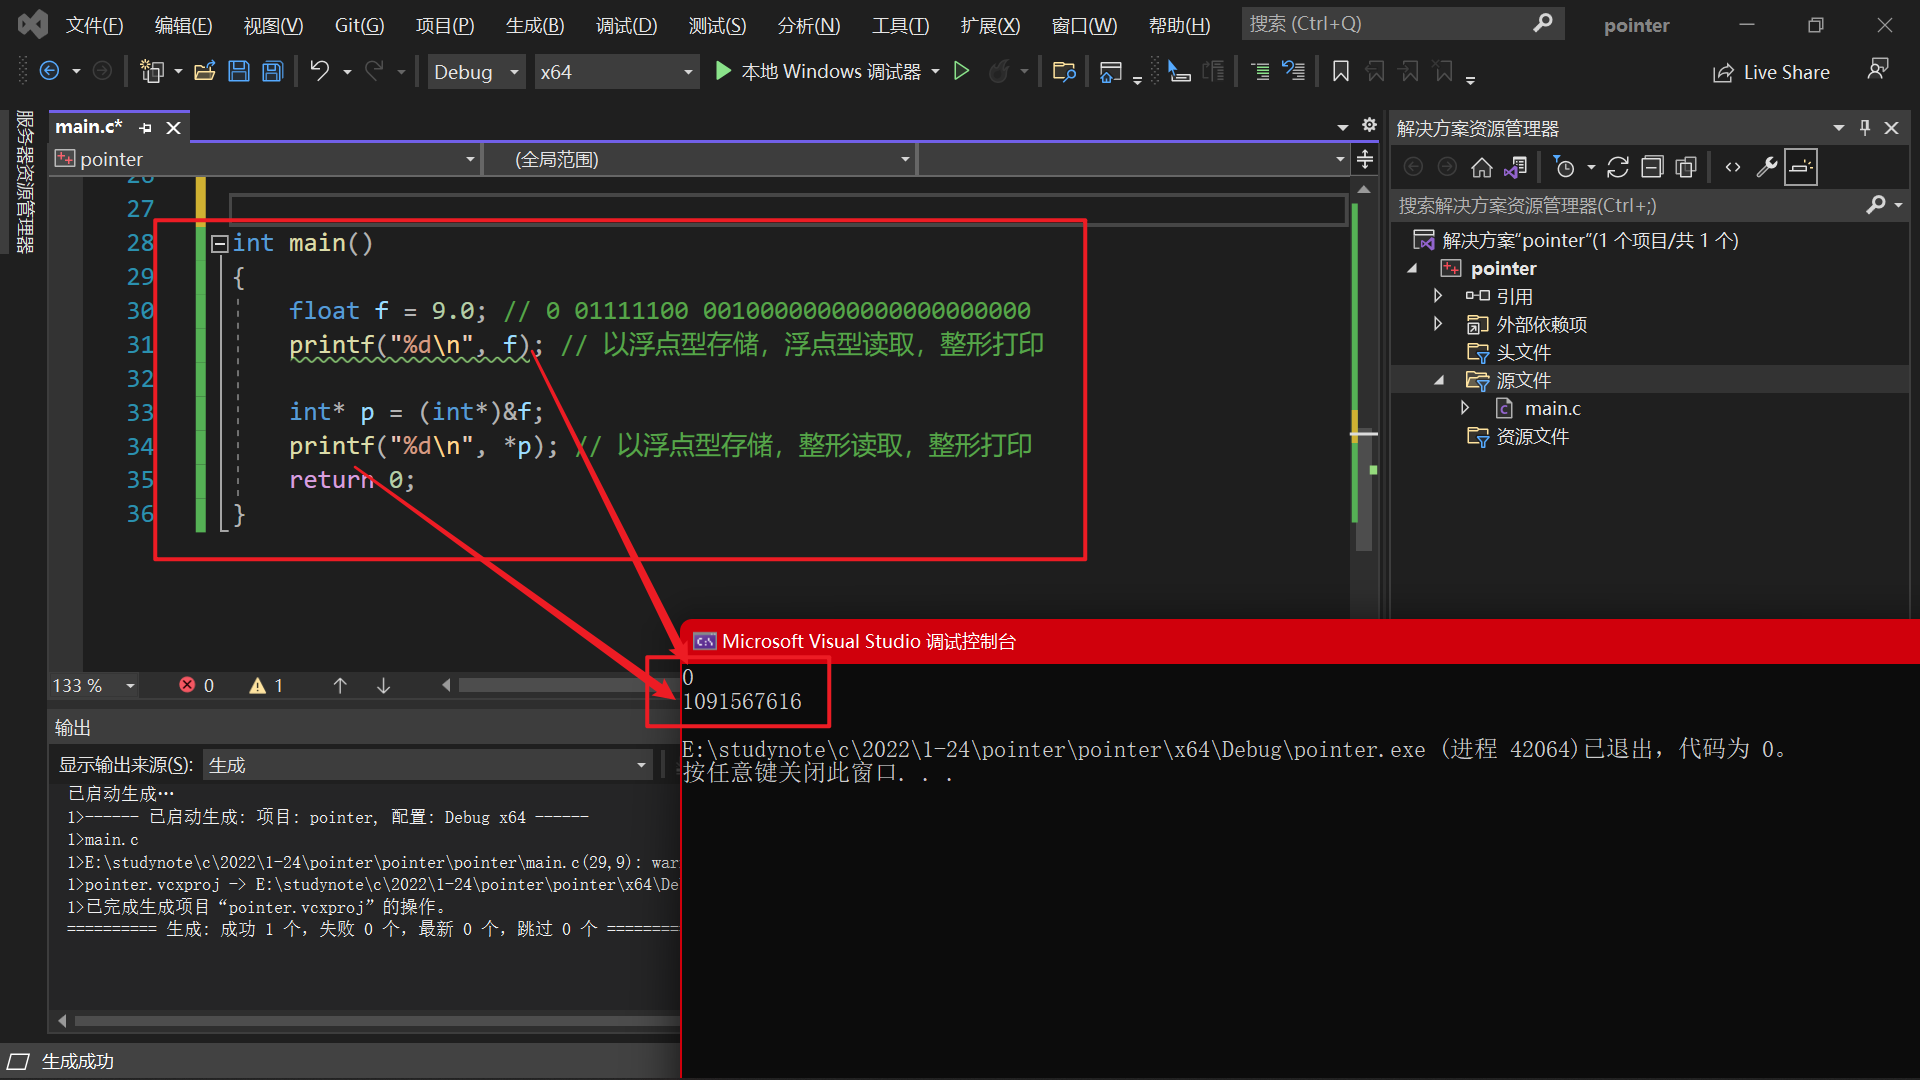 文件(F) 编辑(E) 视图(V) Git(G) 项目(P) 生成(B) 调试(D) 测试(S) 分析(N) 工具(T) 扩展(X) 窗口(W) 帮助(H) 搜索 (Ctrl+Q) pointer
Debug x64 本地 Windows 调试器 Live Share
服务器资源管理器
main.c*
pointer (全局范围)
27
28 int main()
29 {
30 float f = 9.0; // 0 01111100 00100000000000000000000
31 printf("%d\n", f); // 以浮点型存储，浮点型读取，整形打印
32
33 int* p = (int*)&f;
34 printf("%d\n", *p); // 以浮点型存储，整形读取，整形打印
35 return 0;
36 }
133 % 0 1
解决方案资源管理器
搜索解决方案资源管理器(Ctrl+;)
解决方案“pointer”(1 个项目/共 1 个)
pointer
引用
外部依赖项
头文件
源文件
main.c
资源文件
输出
显示输出来源(S): 生成
已启动生成…
1>------ 已启动生成: 项目: pointer, 配置: Debug x64 ------
1>main.c
1>E:\studynote\c\2022\1-24\pointer\pointer\pointer\main.c(29,9): war
1>pointer.vcxproj -> E:\studynote\c\2022\1-24\pointer\pointer\x64\De
1>已完成生成项目“pointer.vcxproj”的操作。
========== 生成: 成功 1 个，失败 0 个，最新 0 个，跳过 0 个 =========
Microsoft Visual Studio 调试控制台
0
1091567616
E:\studynote\c\2022\1-24\pointer\pointer\x64\Debug\pointer.exe (进程 42064)已退出，代码为 0。
按任意键关闭此窗口. . .
生成成功